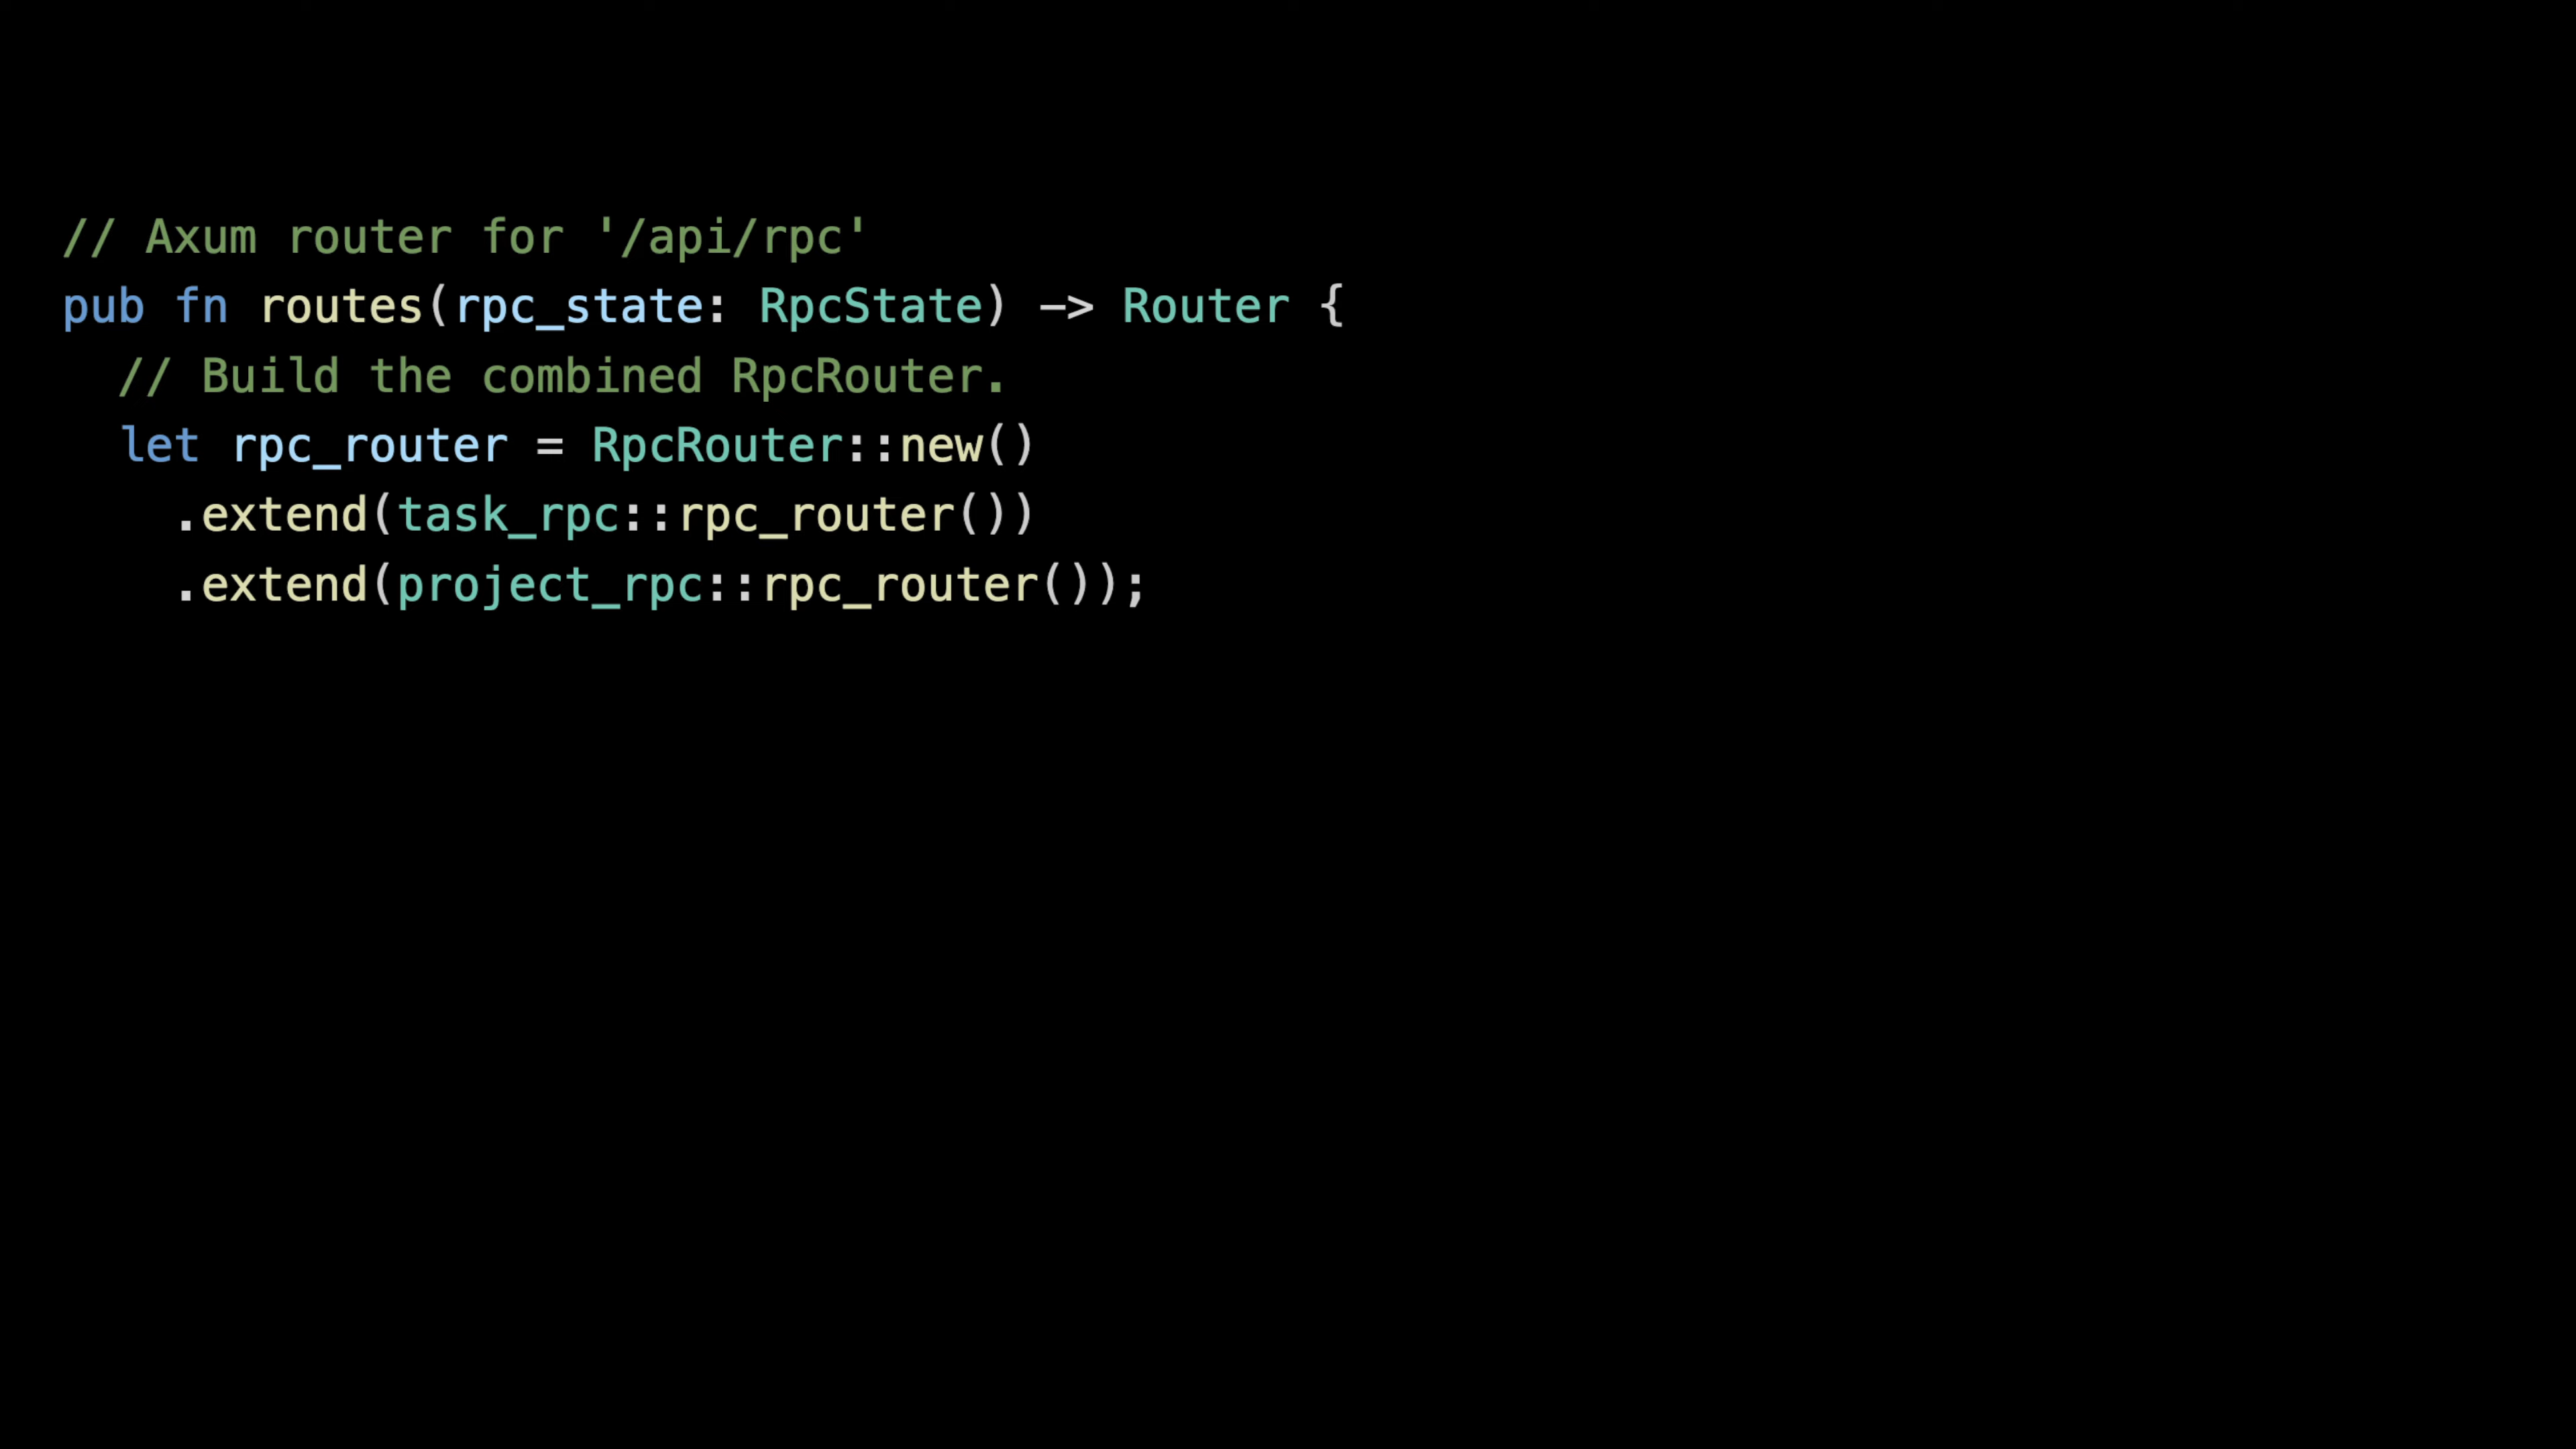 // Axum router for '/api/rpc'
pub fn routes(rpc_state: RpcState) -> Router {
  // Build the combined RpcRouter.
  let rpc_router = RpcRouter::new()
    .extend(task_rpc::rpc_router())
    .extend(project_rpc::rpc_router());